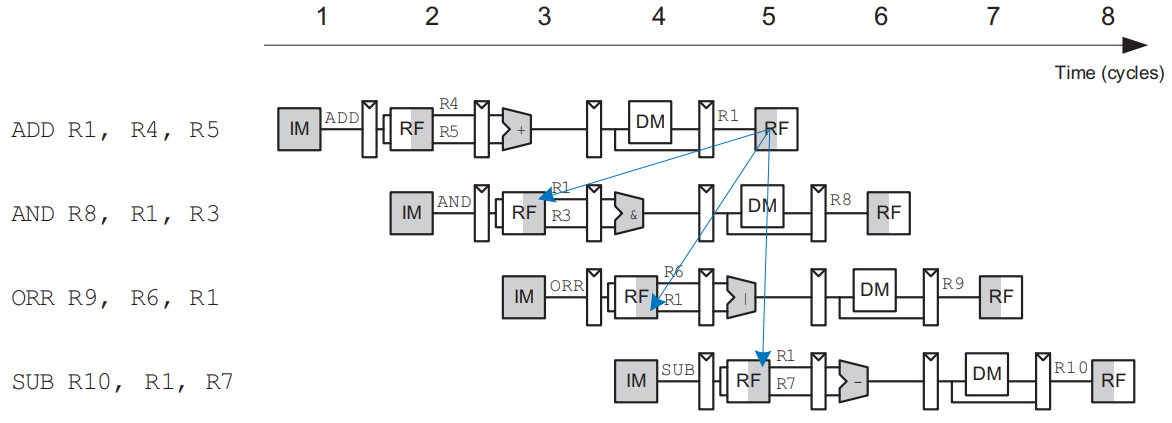 1 2 3 4 5 6 7 8
Time (cycles)
ADD R1, R4, R5 IM ADD RF R4 R5 + DM R1 RF
AND R8, R1, R3 IM AND RF R1 R3 & DM R8 RF
ORR R9, R6, R1 IM ORR RF R6 R1 | DM R9 RF
SUB R10, R1, R7 IM SUB RF R1 R7 - DM R10 RF